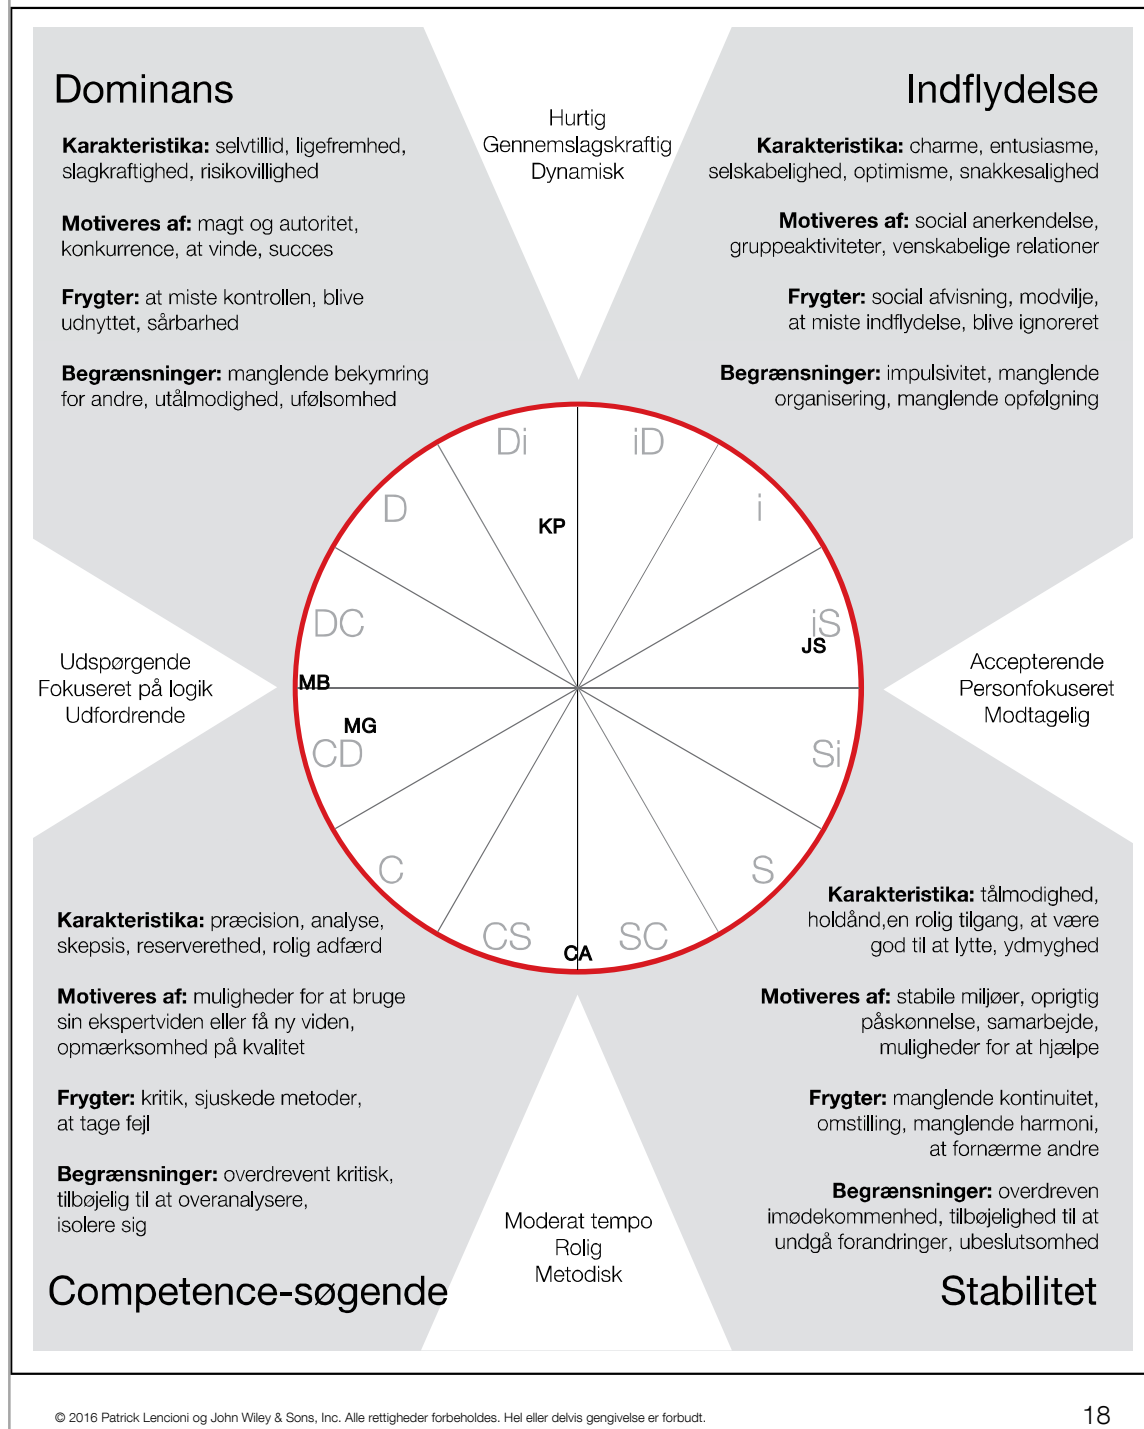 Dominans
Karakteristika: selvtillid, ligefremhed,
slagkraftighed, risikovillighed
Motiveres af: magt og autoritet,
konkurrence, at vinde, succes
Frygter: at miste kontrollen, blive
udnyttet, sårbarhed
Begrænsninger: manglende bekymring
for andre, utålmodighed, ufølsomhed
Hurtig
Gennemslagskraftig
Dynamisk
Indflydelse
Karakteristika: charme, entusiasme,
selskabelighed, optimisme, snakkesalighed
Motiveres af: social anerkendelse,
gruppeaktiviteter, venskabelige relationer
Frygter: social afvisning, modvilje,
at miste indflydelse, blive ignoreret
Begrænsninger: impulsivitet, manglende
organisering, manglende opfølgning
Di
iD
D
i
KP
DC
iS
JS
MB
MG
CD
Si
C
S
CS
SC
CA
Udspørgende
Fokuseret på logik
Udfordrende
Accepterende
Personfokuseret
Modtagelig
Karakteristika: præcision, analyse,
skepsis, reserverethed, rolig adfærd
Motiveres af: muligheder for at bruge
sin ekspertviden eller få ny viden,
opmærksomhed på kvalitet
Frygter: kritik, sjuskede metoder,
at tage fejl
Begrænsninger: overdrevent kritisk,
tilbøjelig til at overanalysere,
isolere sig
Competence-søgende
Moderat tempo
Rolig
Metodisk
Karakteristika: tålmodighed,
holdånd,en rolig tilgang, at være
god til at lytte, ydmyghed
Motiveres af: stabile miljøer, oprigtig
påskønnelse, samarbejde,
muligheder for at hjælpe
Frygter: manglende kontinuitet,
omstilling, manglende harmoni,
at fornærme andre
Begrænsninger: overdreven
imødekommenhed, tilbøjelighed til at
undgå forandringer, ubeslutsomhed
Stabilitet
© 2016 Patrick Lencioni og John Wiley & Sons, Inc. Alle rettigheder forbeholdes. Hel eller delvis gengivelse er forbudt.
18